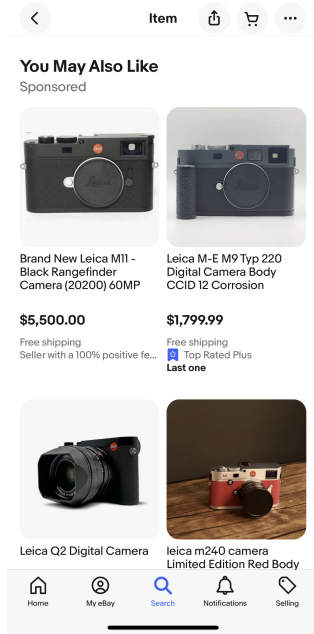 Item
You May Also Like
Sponsored
Brand New Leica M11 -
Black Rangefinder
Camera (20200) 60MP
$5,500.00
Free shipping
Seller with a 100% positive fe...
Leica M-E M9 Typ 220
Digital Camera Body
CCID 12 Corrosion
$1,799.99
Free shipping
Top Rated Plus
Last one
Leica Q2 Digital Camera
leica m240 camera
Limited Edition Red Body
Home
My eBay
Search
Notifications
Selling